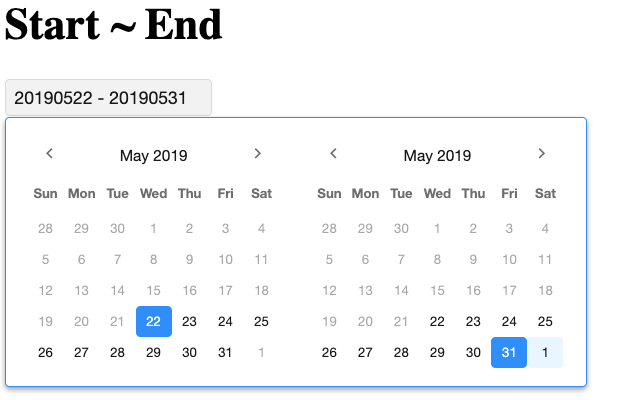 Start ~ End
20190522 - 20190531
May 2019 May 2019
Sun Mon Tue Wed Thu Fri Sat Sun Mon Tue Wed Thu Fri Sat
28 29 30 1 2 3 4 28 29 30 1 2 3 4
5 6 7 8 9 10 11 5 6 7 8 9 10 11
12 13 14 15 16 17 18 12 13 14 15 16 17 18
19 20 21 22 23 24 25 19 20 21 22 23 24 25
26 27 28 29 30 31 1 26 27 28 29 30 31 1